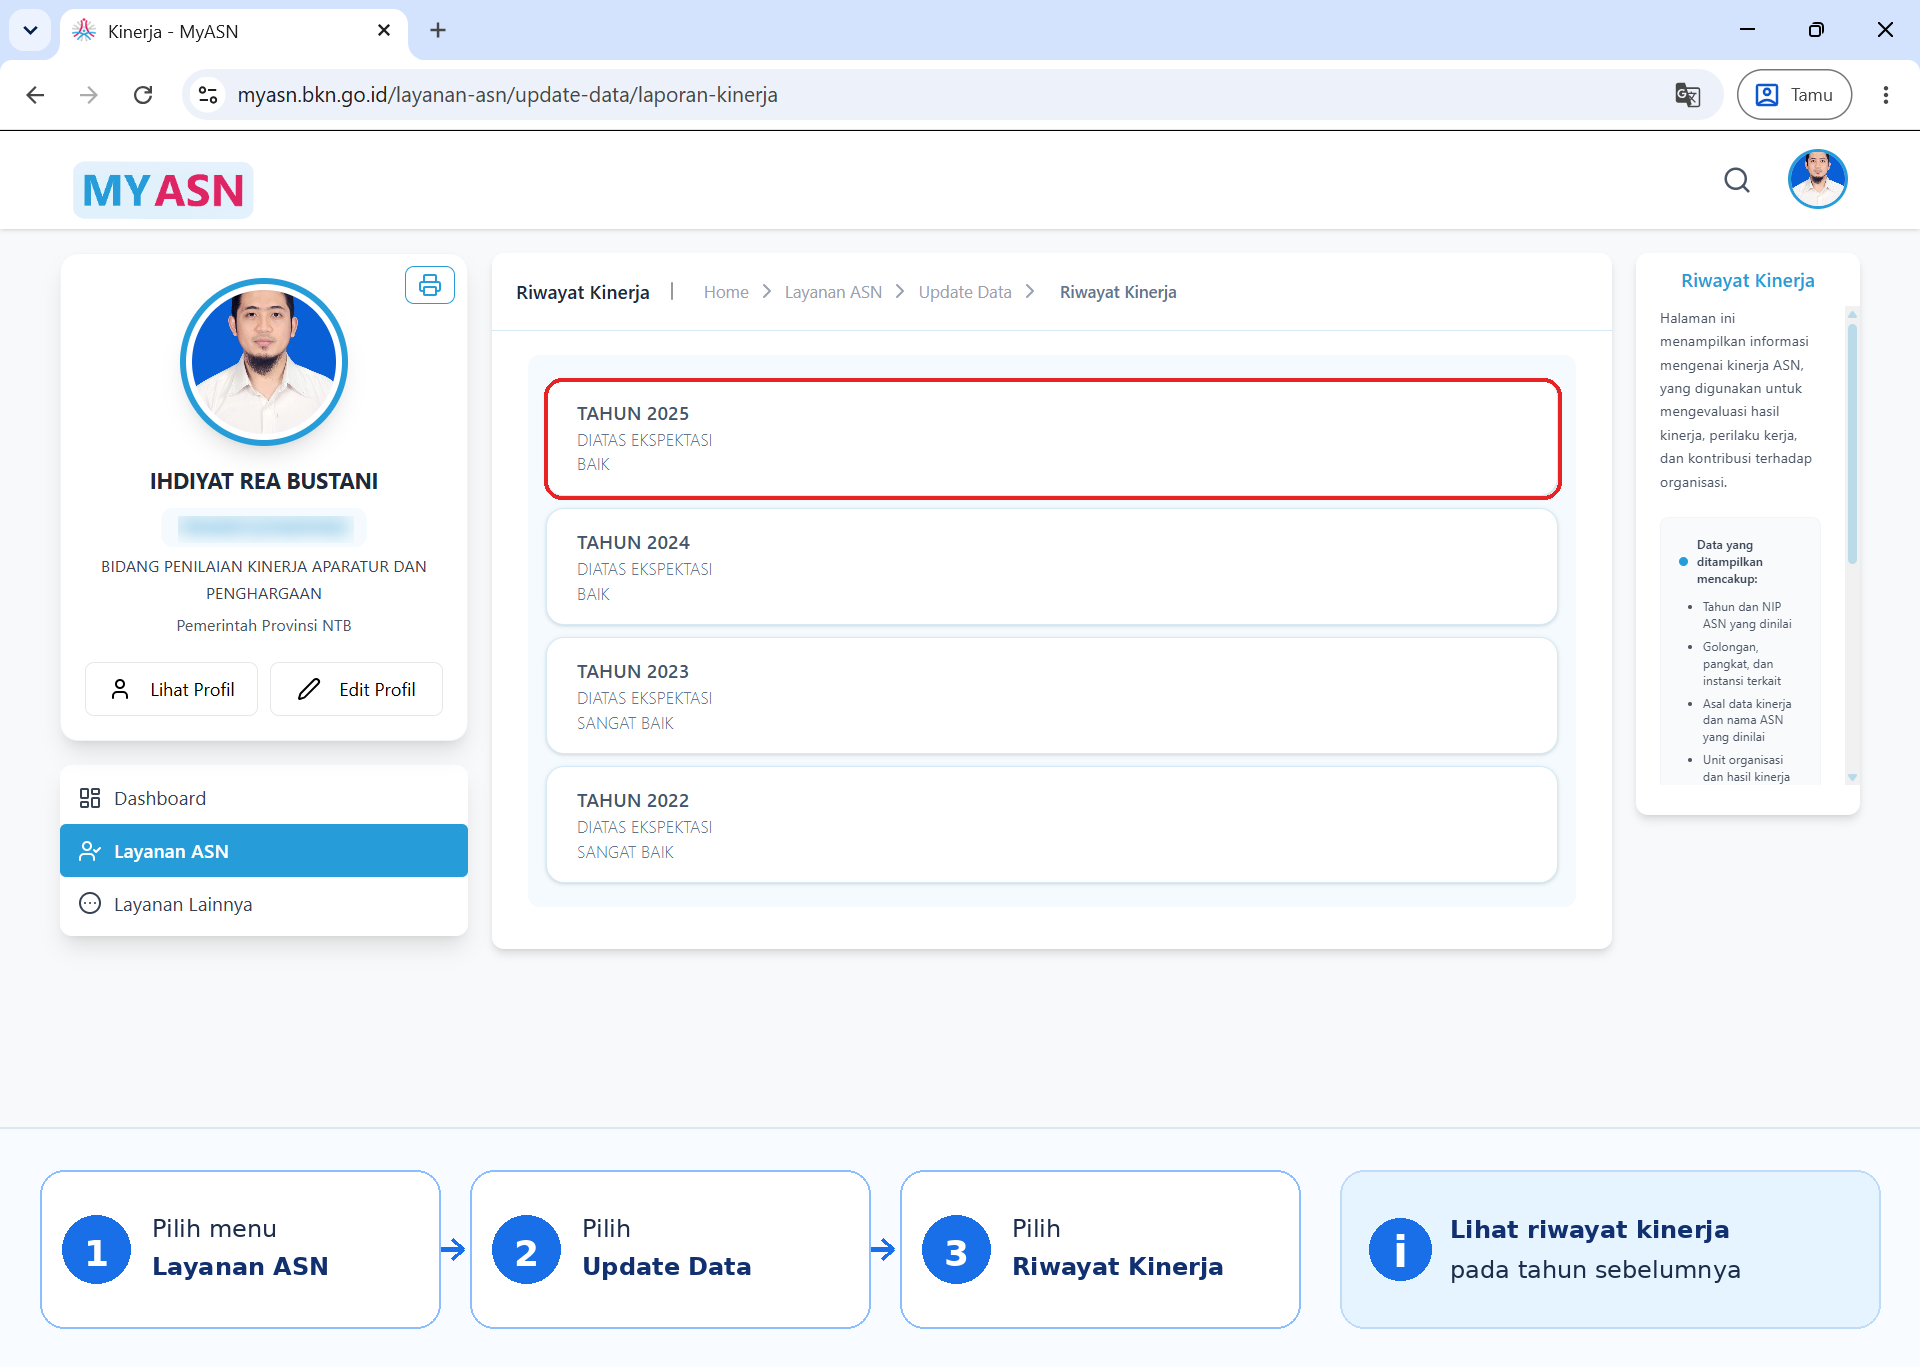 Kinerja - MyASN
myasn.bkn.go.id/layanan-asn/update-data/laporan-kinerja
Tamu
MYASN
IHDIYAT REA BUSTANI
BIDANG PENILAIAN KINERJA APARATUR DAN
PENGHARGAAN
Pemerintah Provinsi NTB
Lihat Profil
Edit Profil
Dashboard
Layanan ASN
Layanan Lainnya
Riwayat Kinerja | Home > Layanan ASN > Update Data > Riwayat Kinerja
TAHUN 2025
DIATAS EKSPEKTASI
BAIK
TAHUN 2024
DIATAS EKSPEKTASI
BAIK
TAHUN 2023
DIATAS EKSPEKTASI
SANGAT BAIK
TAHUN 2022
DIATAS EKSPEKTASI
SANGAT BAIK
Riwayat Kinerja
Halaman ini
menampilkan informasi
mengenai kinerja ASN,
yang digunakan untuk
mengevaluasi hasil
kinerja, perilaku kerja,
dan kontribusi terhadap
organisasi.
Data yang
ditampilkan
mencakup:
• Tahun dan NIP
ASN yang dinilai
• Golongan,
pangkat, dan
instansi terkait
• Asal data kinerja
dan nama ASN
yang dinilai
• Unit organisasi
dan hasil kinerja
1
Pilih menu
Layanan ASN
2
Pilih
Update Data
3
Pilih
Riwayat Kinerja
i
Lihat riwayat kinerja
pada tahun sebelumnya